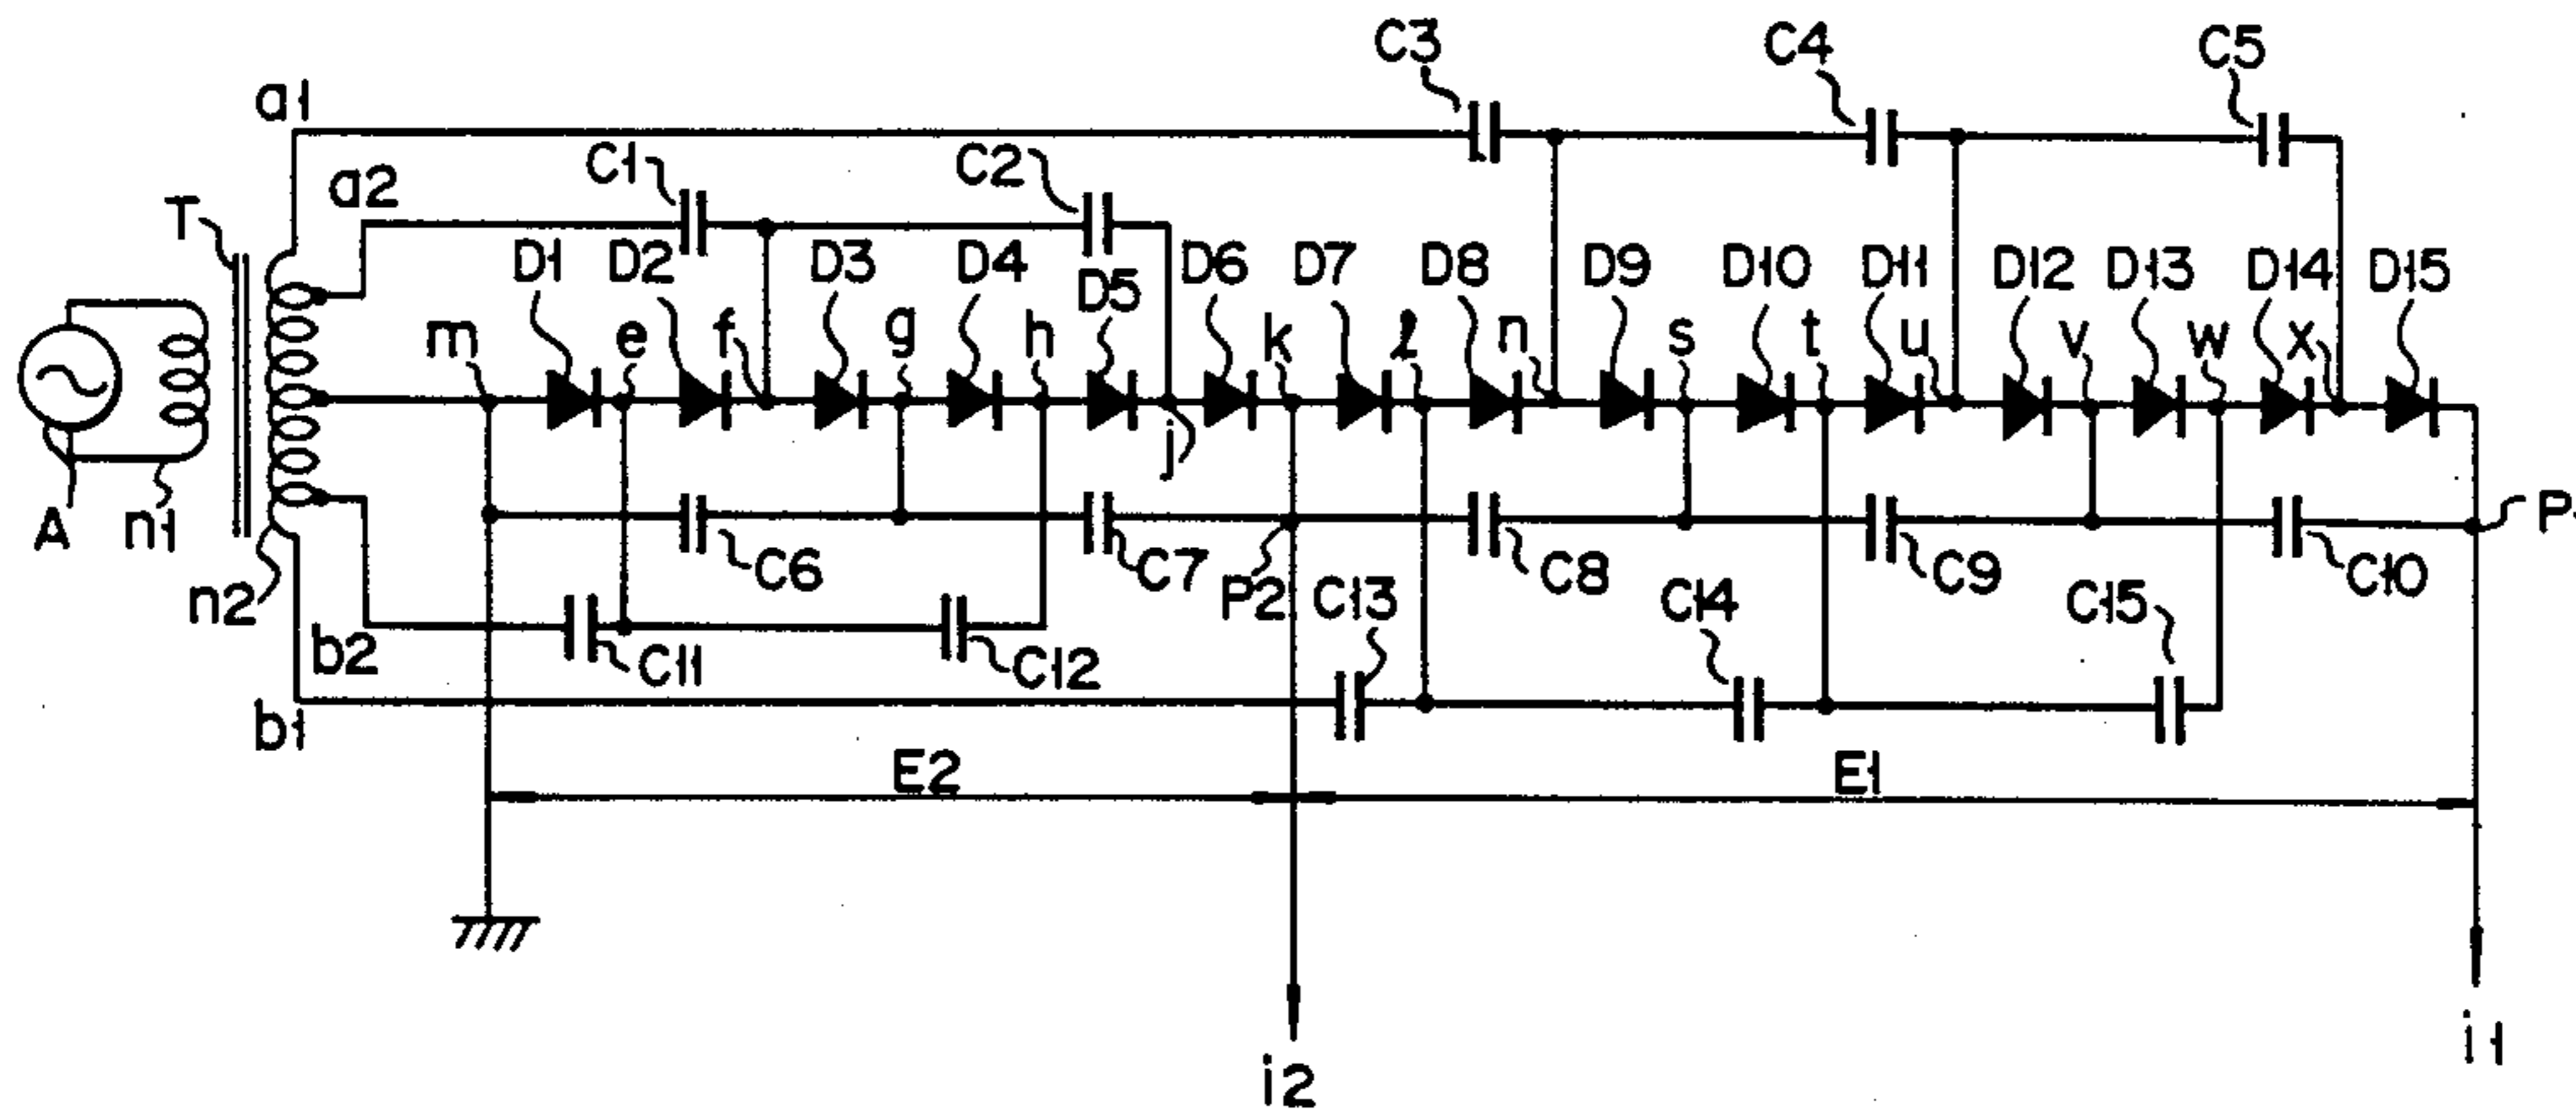 C3
C4
C5
a1
C1
C2
a2
T
D1
D2
D3
D4
D5
D6
D7
D8
D9
D10
D11
D12
D13
D14
D15
m
e
f
g
h
j
k
ℓ
n
s
t
u
v
w
x
A
n1
n2
C6
C7
P2
C8
C9
C10
P
C13
C14
C15
b2
C11
C12
b1
E2
E1
i2
i1